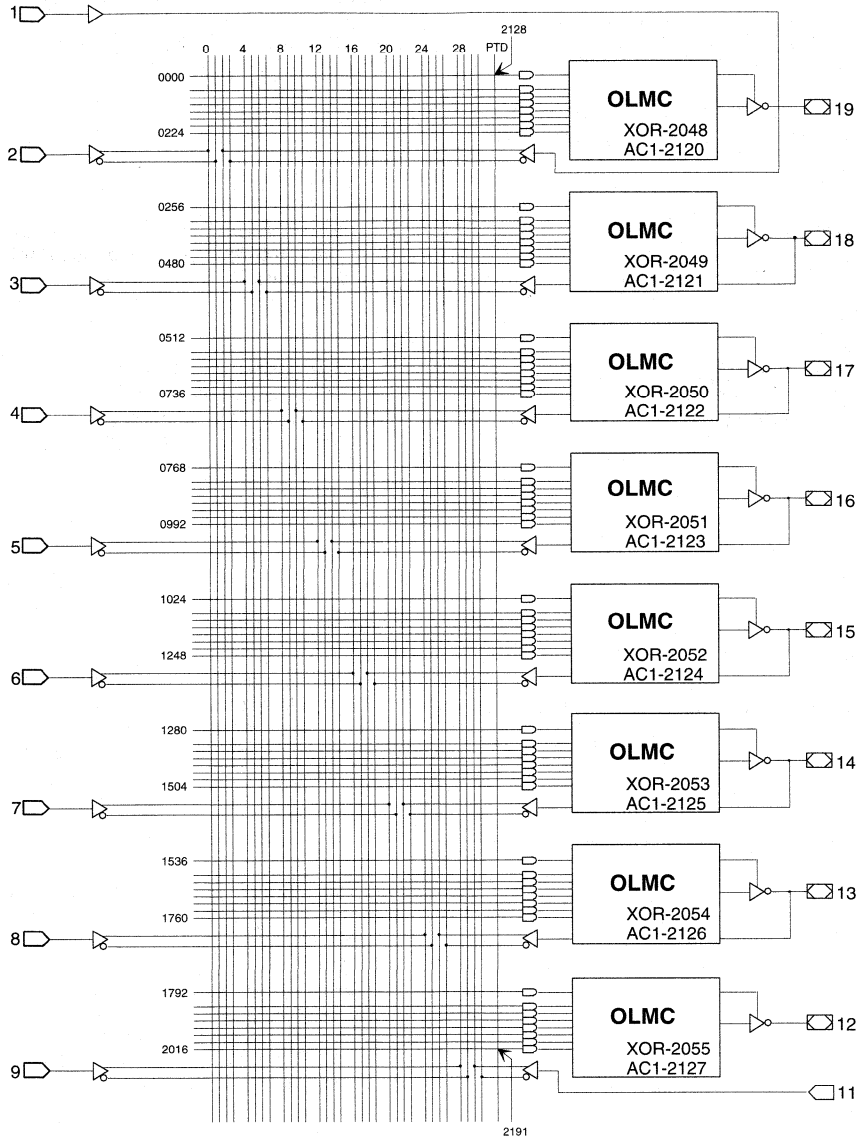 1
2128
0 4 8 12 16 20 24 28 PTD
0000
OLMC
19
XOR-2048
0224
AC1-2120
2
0256
OLMC
18
XOR-2049
0480
AC1-2121
3
0512
OLMC
17
XOR-2050
0736
AC1-2122
4
0768
OLMC
16
XOR-2051
0992
AC1-2123
5
1024
OLMC
15
XOR-2052
1248
AC1-2124
6
1280
OLMC
14
XOR-2053
1504
AC1-2125
7
1536
OLMC
13
XOR-2054
1760
AC1-2126
8
1792
OLMC
12
XOR-2055
2016
AC1-2127
9
11
2191